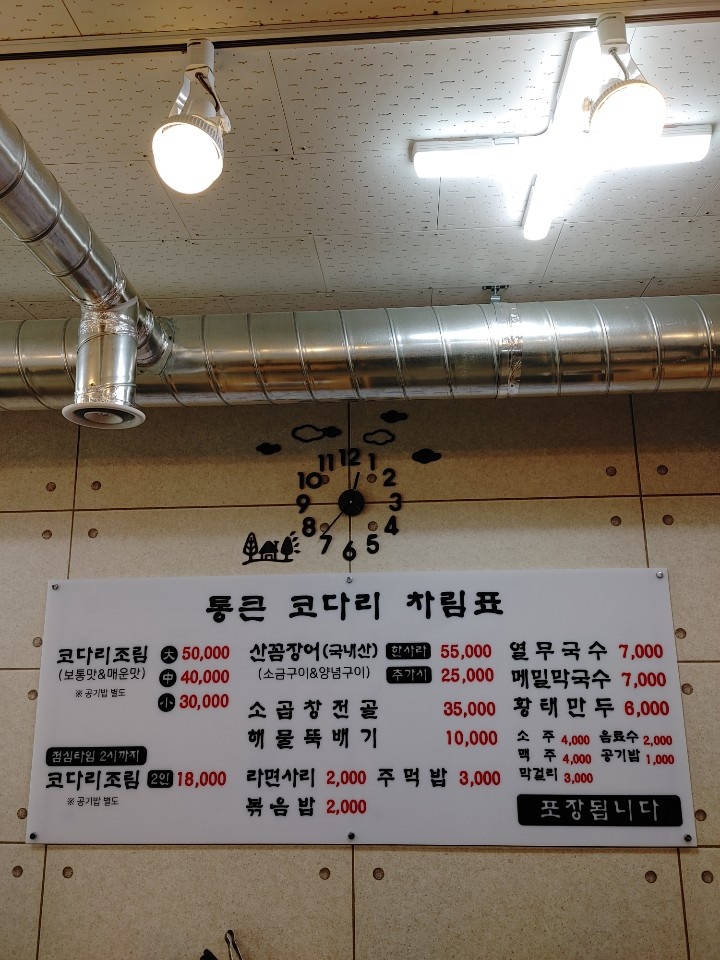 11 12 1
10 2
9 3
8 4
7 6 5
통큰 코다리 차림표
코다리조림 大 50,000
(보통맛&매운맛) 中 40,000
※ 공기밥 별도 小 30,000
점심타임 2시까지
코다리조림 2인 18,000
※ 공기밥 별도
산꼼장어(국내산) 한사라 55,000
(소금구이&양념구이) 추가시 25,000
소곱창전골 35,000
해물뚝배기 10,000
라면사리 2,000 주먹밥 3,000
볶음밥 2,000
열무국수 7,000
메밀막국수 7,000
황태만두 6,000
소 주 4,000 음료수 2,000
맥 주 4,000 공기밥 1,000
막걸리 3,000
포장됩니다